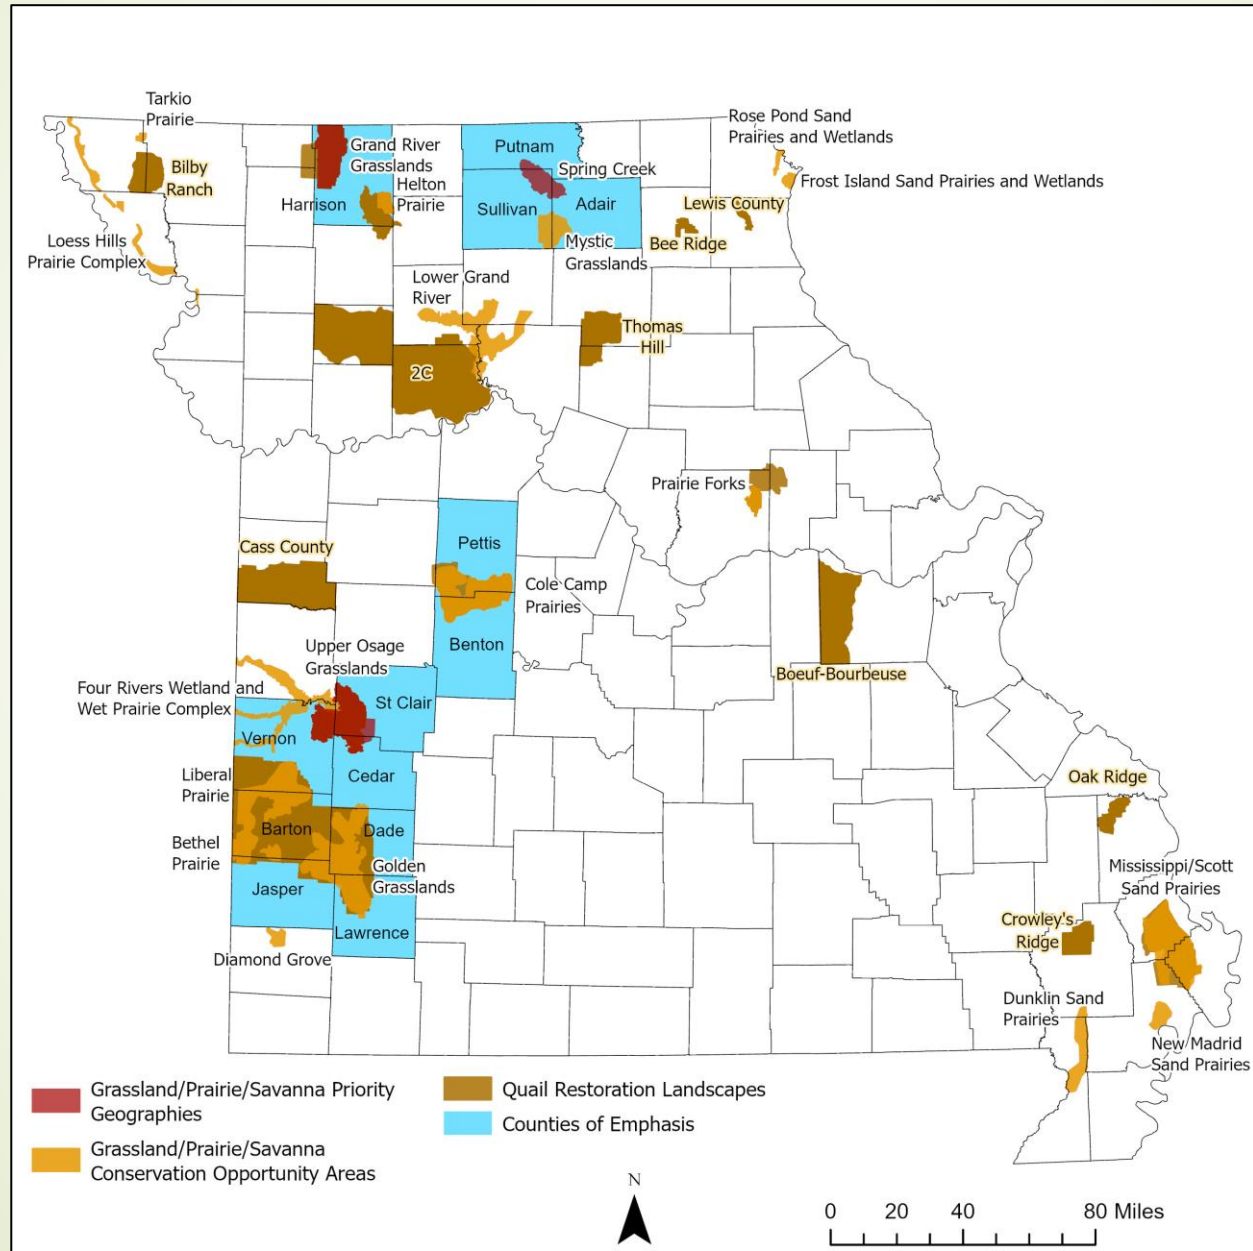 Tarkio
Prairie
Bilby
Ranch
Loess Hills
Prairie Complex
Grand River
Grasslands
Helton
Prairie
Harrison
Putnam
Spring Creek
Sullivan
Adair
Mystic
Grasslands
Rose Pond Sand
Prairies and Wetlands
Frost Island Sand Prairies and Wetlands
Lewis County
Bee Ridge
Lower Grand
River
Thomas
Hill
2C
Prairie Forks
Cass County
Pettis
Cole Camp
Prairies
Benton
Boeuf-Bourbeuse
Upper Osage
Grasslands
Four Rivers Wetland and
Wet Prairie Complex
St Clair
Vernon
Cedar
Liberal
Prairie
Barton
Dade
Bethel
Prairie
Golden
Grasslands
Jasper
Lawrence
Diamond Grove
Oak Ridge
Mississippi/Scott
Sand Prairies
Crowley's
Ridge
Dunklin Sand
Prairies
New Madrid
Sand Prairies
Grassland/Prairie/Savanna Priority
Geographies
Grassland/Prairie/Savanna
Conservation Opportunity Areas
Quail Restoration Landscapes
Counties of Emphasis
N
0 20 40 80 Miles